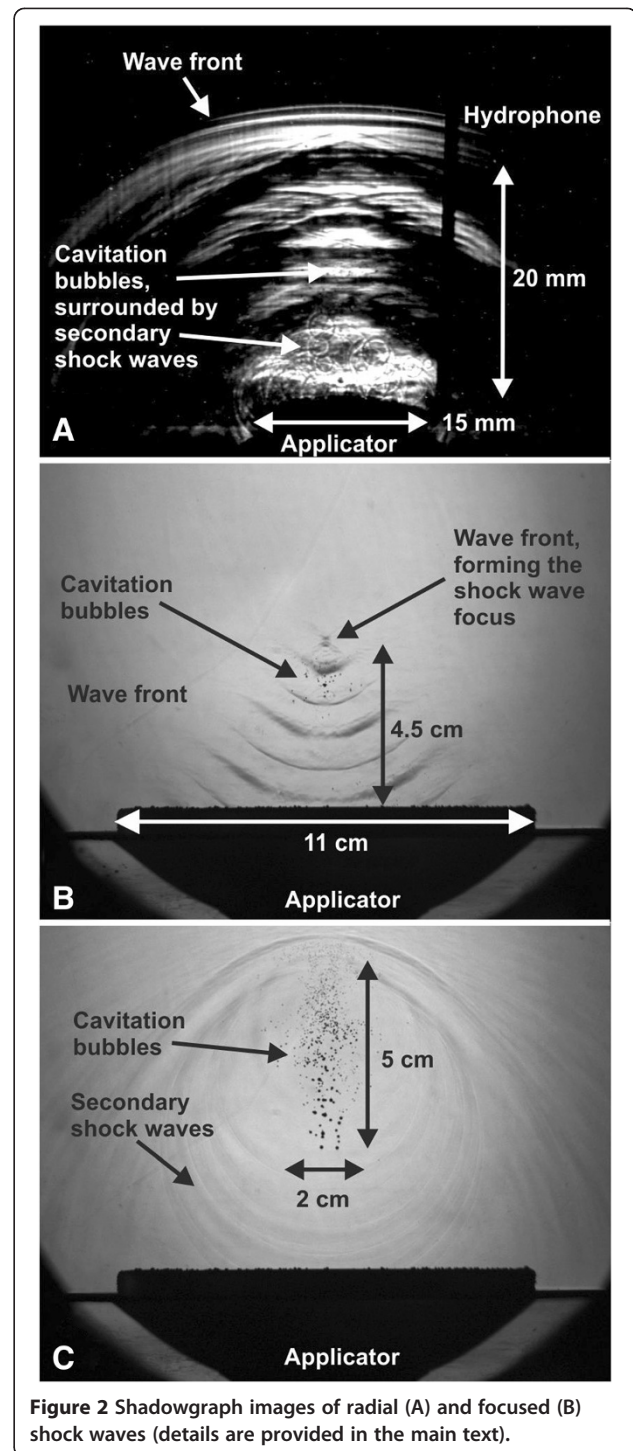 Wave front
Hydrophone
Cavitation
bubbles,
surrounded by
secondary
shock waves
20 mm
15 mm
Applicator
A
Wave front,
forming the
shock wave
focus
Cavitation
bubbles
Wave front
4.5 cm
11 cm
Applicator
B
Cavitation
bubbles
5 cm
Secondary
shock waves
2 cm
Applicator
C
Figure 2 Shadowgraph images of radial (A) and focused (B)
shock waves (details are provided in the main text).